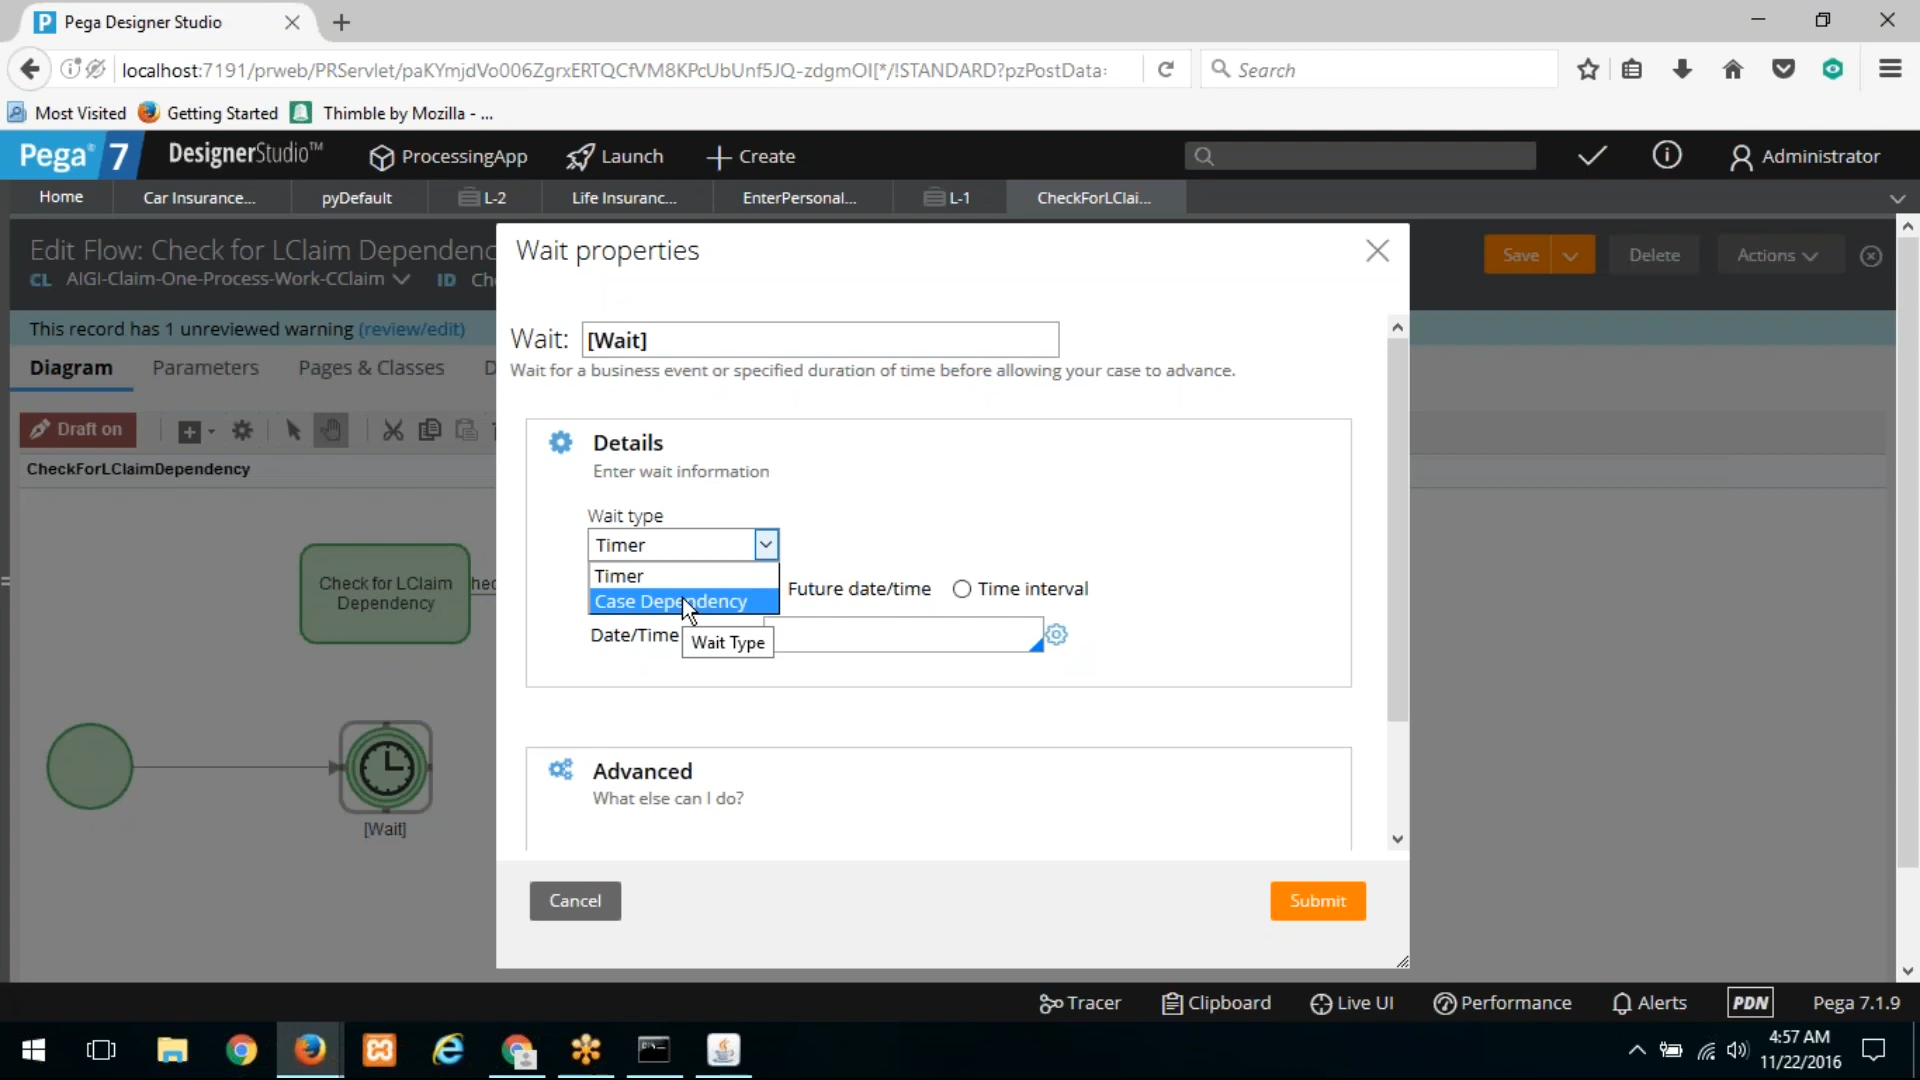 Pega Designer Studio
localhost:7191/prweb/PRServlet/paKYmjdVo006ZgrxERTQCfVM8KPcUbUnf5JQ-zdgmOI[*/!STANDARD?pzPostData:
Search
Most Visited Getting Started Thimble by Mozilla - ...
Pega 7 DesignerStudio™ ProcessingApp Launch Create Administrator
Home Car Insurance... pyDefault L-2 Life Insuranc... EnterPersonal... L-1 CheckForLClai...
Edit Flow: Check for LClaim Dependenc
CL AIGI-Claim-One-Process-Work-CClaim ID Ch
Save Delete Actions
This record has 1 unreviewed warning (review/edit)
Diagram Parameters Pages & Classes D
Draft on
CheckForLClaimDependency
Check for LClaim
Dependency
hec
[Wait]
Wait properties
Wait: [Wait]
Wait for a business event or specified duration of time before allowing your case to advance.
Details
Enter wait information
Wait type
Timer
Timer
Case Dependency
Future date/time Time interval
Date/Time
Wait Type
Advanced
What else can I do?
Cancel Submit
Tracer Clipboard Live UI Performance Alerts PDN Pega 7.1.9
4:57 AM
11/22/2016